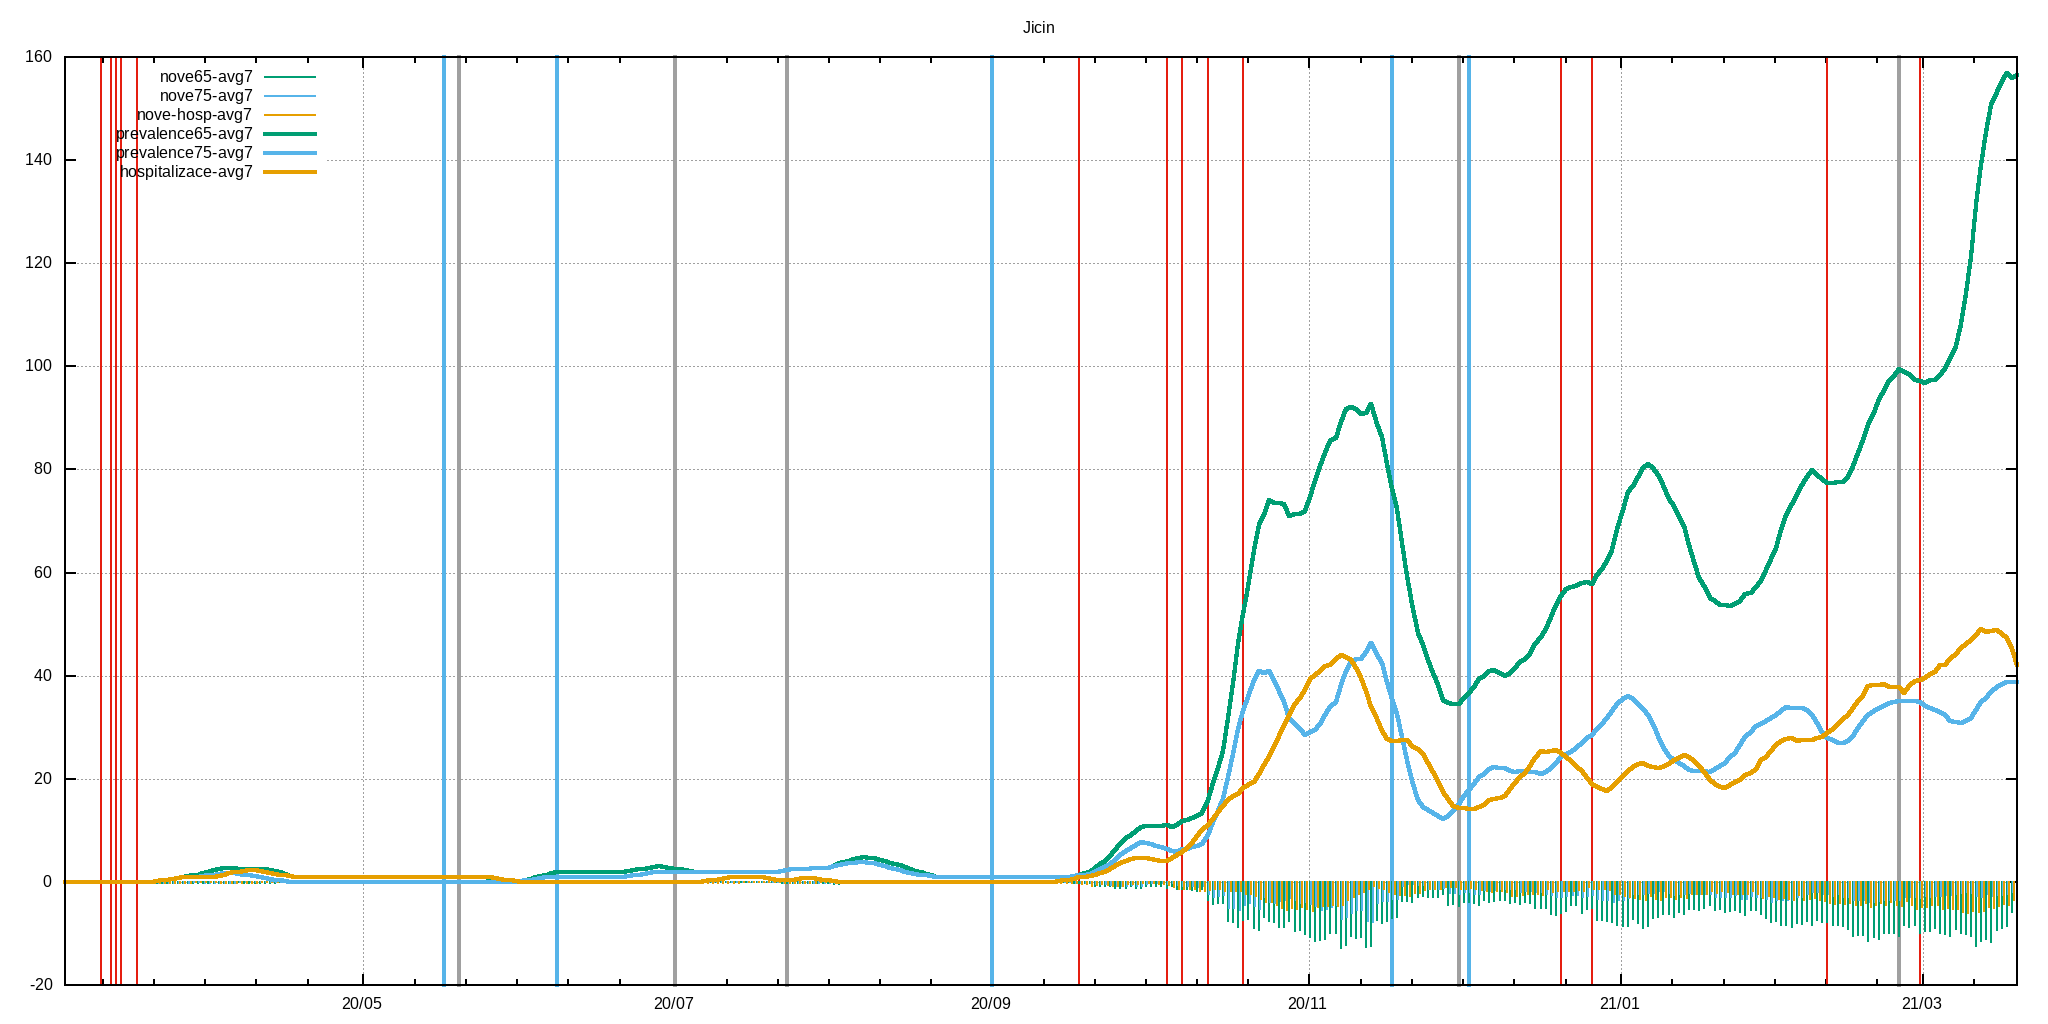 Jicin
160
140
120
100
80
60
40
20
0
-20
nove65-avg7
nove75-avg7
nove-hosp-avg7
prevalence65-avg7
prevalence75-avg7
hospitalizace-avg7
20/05 20/07 20/09 20/11 21/01 21/03